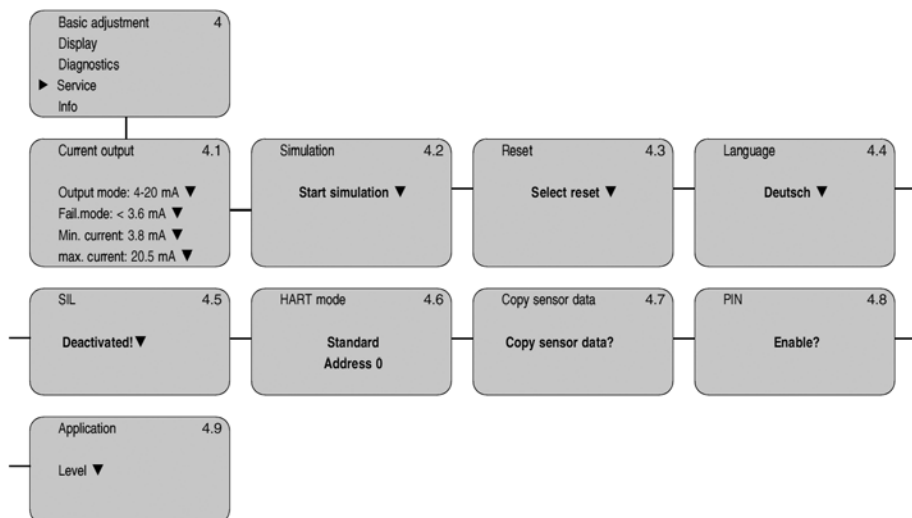 Basic adjustment 4
Display
Diagnostics
▶ Service
Info
Current output 4.1
Output mode: 4-20 mA ▼
Fail.mode: < 3.6 mA ▼
Min. current: 3.8 mA ▼
max. current: 20.5 mA ▼
Simulation 4.2
Start simulation ▼
Reset 4.3
Select reset ▼
Language 4.4
Deutsch ▼
SIL 4.5
Deactivated! ▼
HART mode 4.6
Standard
Address 0
Copy sensor data 4.7
Copy sensor data?
PIN 4.8
Enable?
Application 4.9
Level ▼